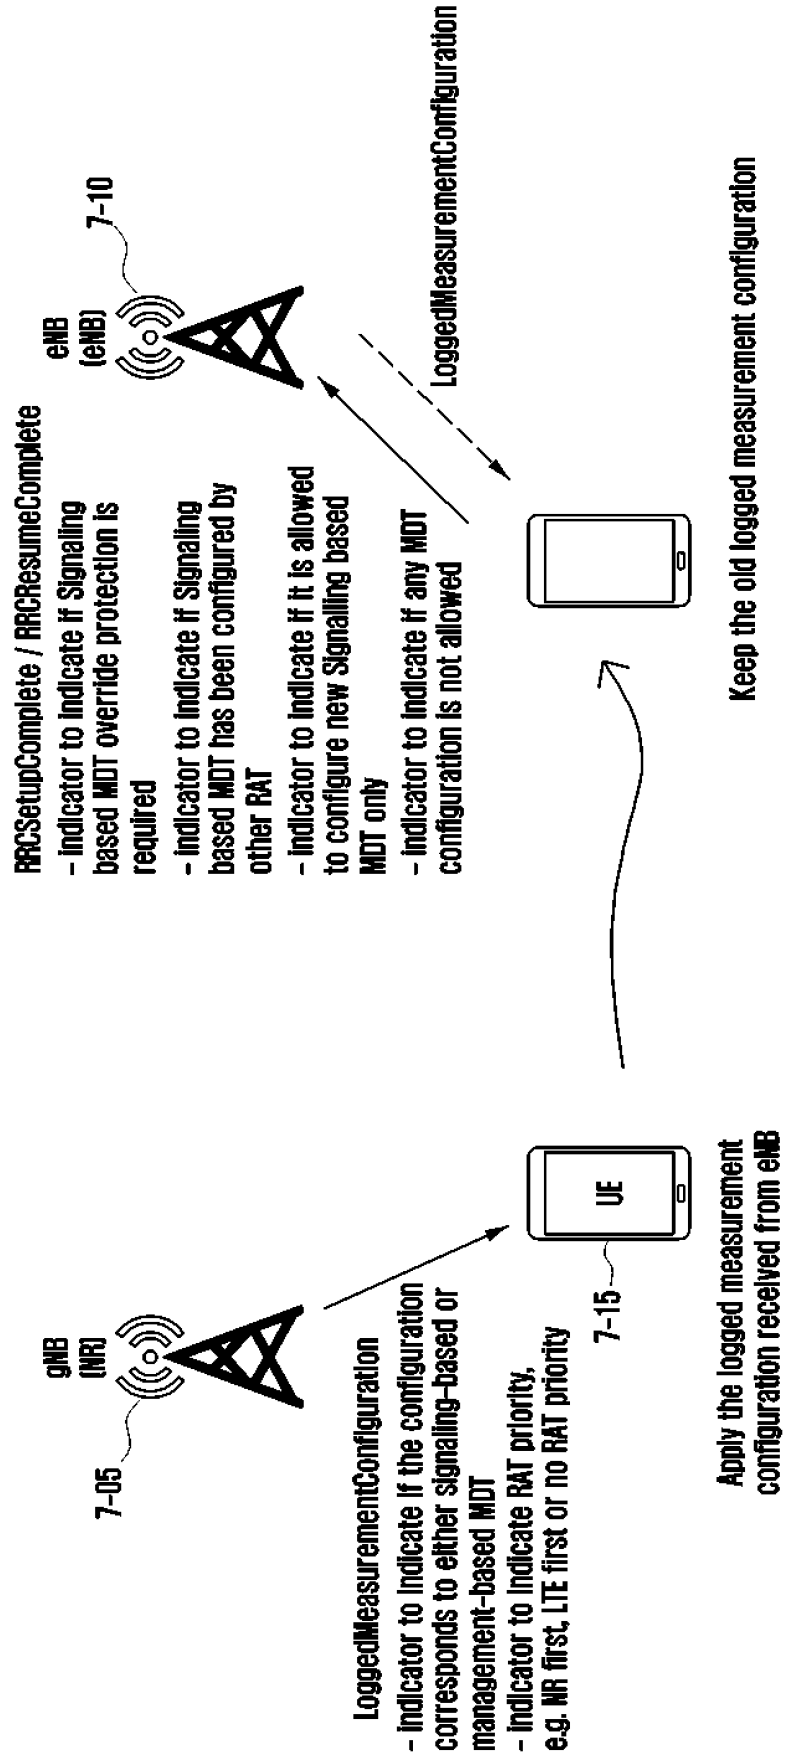 gNB
(NR)
7-05
LoggedMeasurementConfiguration
- indicator to indicate if the configuration
corresponds to either signaling-based or
management-based MDT
- indicator to indicate RAT priority,
e.g. NR first, LTE first or no RAT priority
UE
7-15
Apply the logged measurement
configuration received from eNB
RRCSetupComplete / RRCResumeComplete
- indicator to indicate if Signaling
based MDT override protection is
required
- indicator to indicate if Signaling
based MDT has been configured by
other RAT
- indicator to indicate if it is allowed
to configure new Signalling based
MDT only
- indicator to indicate if any MDT
configuration is not allowed
eNB
(eNB)
7-10
LoggedMeasurementConfiguration
Keep the old logged measurement configuration